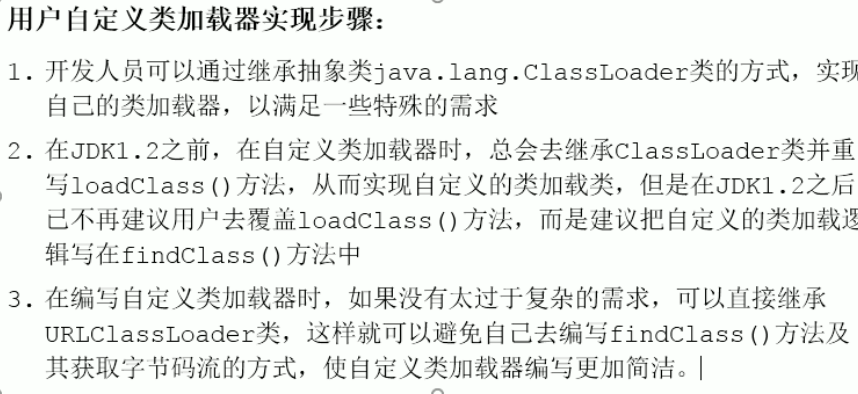 用户自定义类加载器实现步骤：
1. 开发人员可以通过继承抽象类java.lang.ClassLoader类的方式，实现
自己的类加载器，以满足一些特殊的需求
2. 在JDK1.2之前，在自定义类加载器时，总会去继承ClassLoader类并重
写loadClass()方法，从而实现自定义的类加载类，但是在JDK1.2之后
已不再建议用户去覆盖loadClass()方法，而是建议把自定义的类加载逻
辑写在findClass()方法中
3. 在编写自定义类加载器时，如果没有太过于复杂的需求，可以直接继承
URLClassLoader类，这样就可以避免自己去编写findClass()方法及
其获取字节码流的方式，使自定义类加载器编写更加简洁。